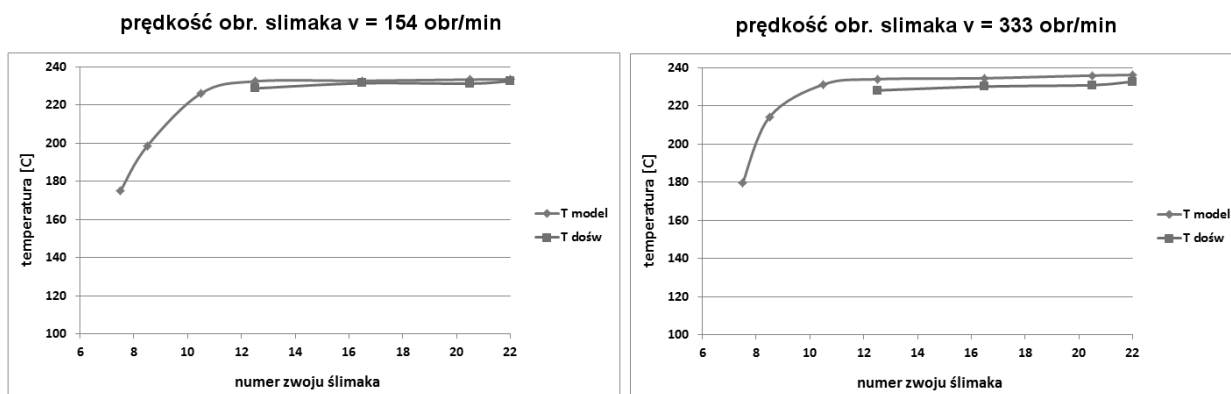 prędkość obr. slimaka v = 154 obr/min
240
220
200
180
160
140
120
100
temperatura [C]
6 8 10 12 14 16 18 20 22
numer zwoju ślimaka
T model
T dośw
prędkość obr. slimaka v = 333 obr/min
240
220
200
180
160
140
120
100
temperatura [C]
6 8 10 12 14 16 18 20 22
numer zwoju ślimaka
T model
T dośw